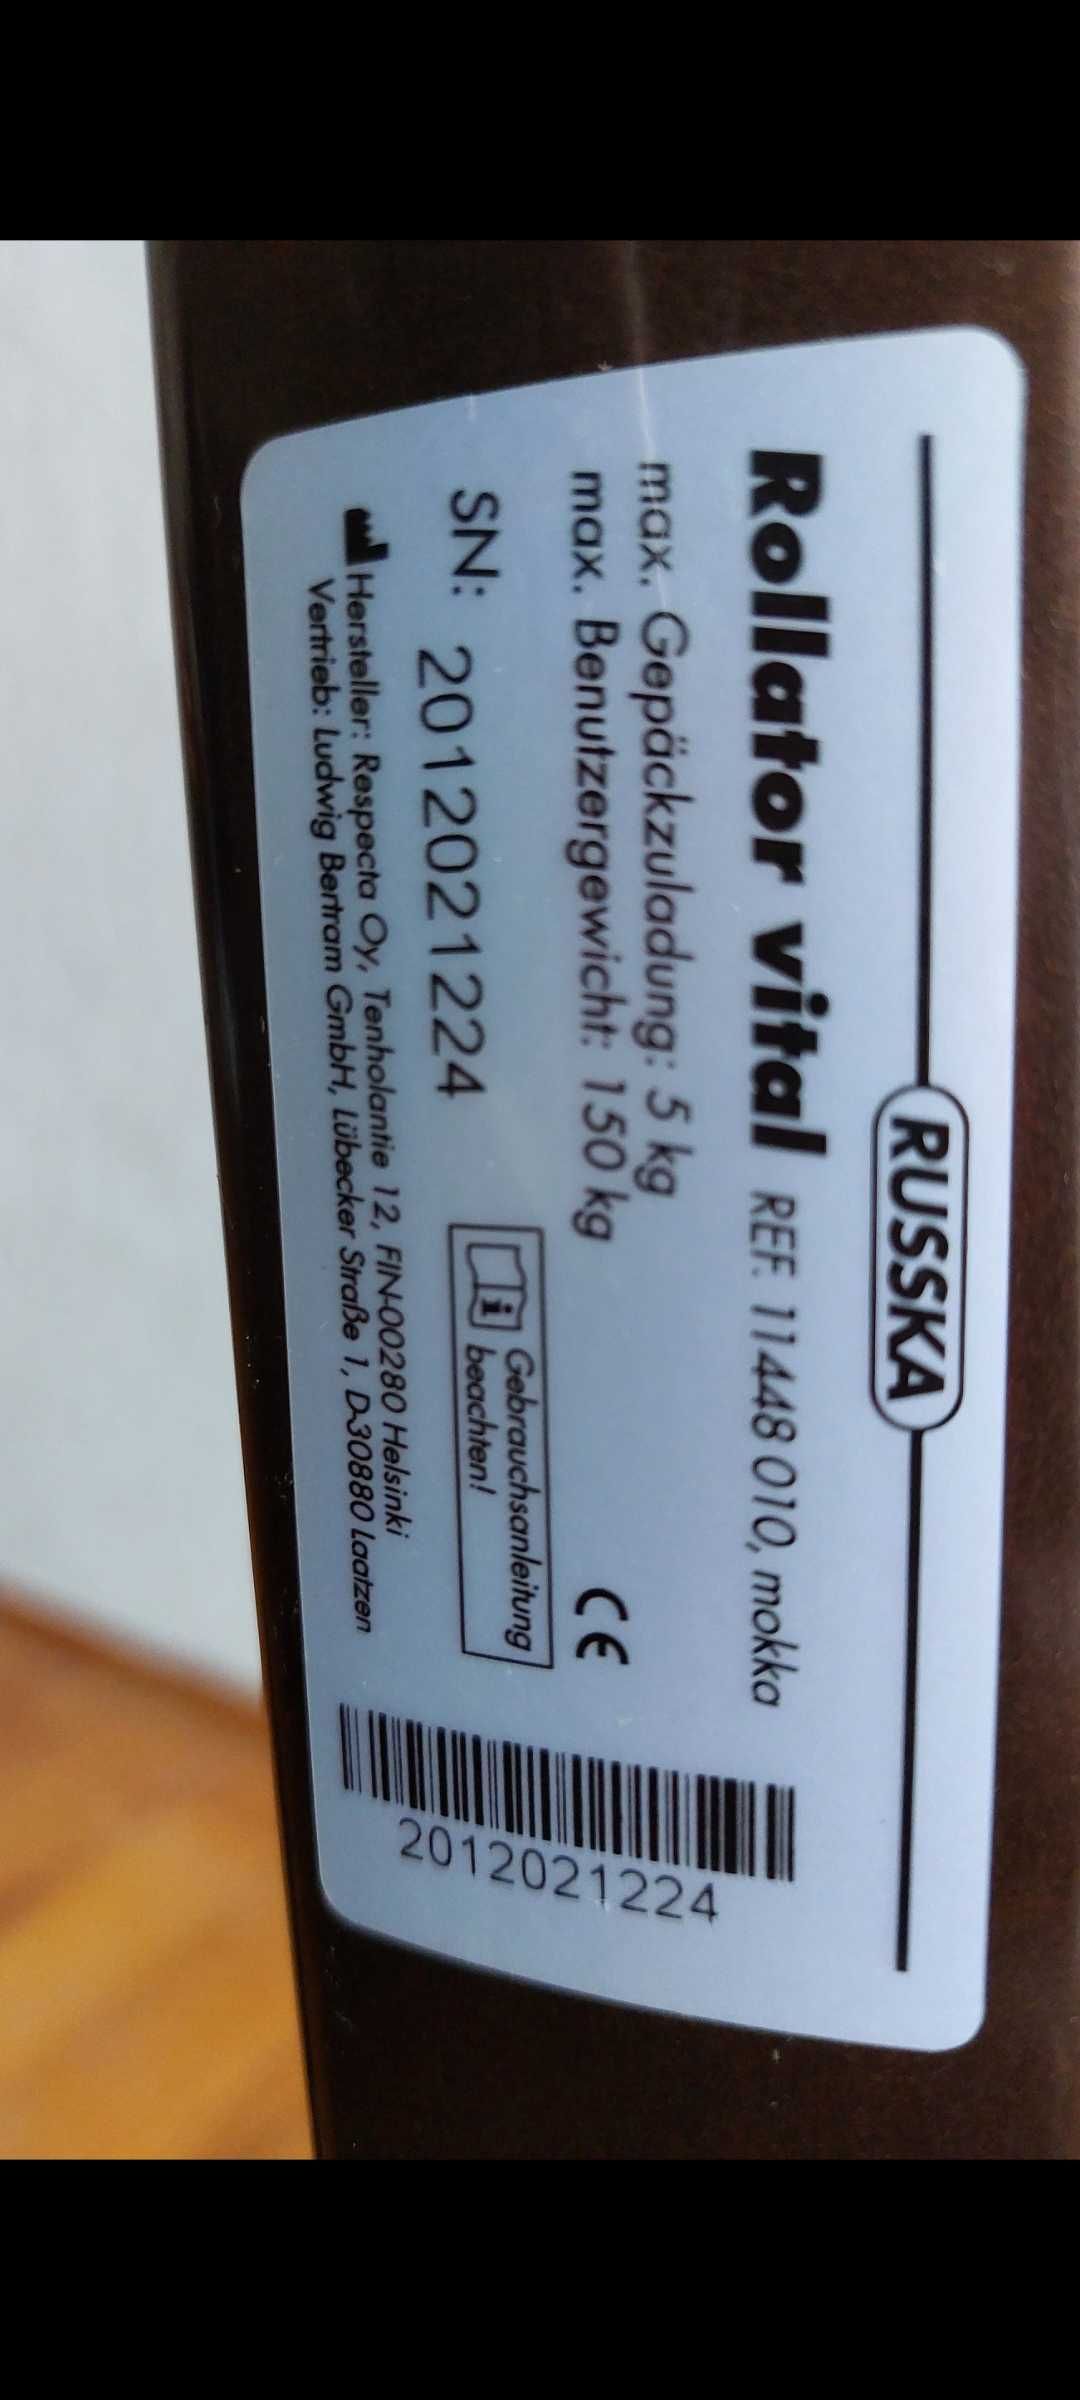 RUSSKA
Rollator vital REF. 11448 010, mokka
max. Gepäckzuladung: 5 kg
max. Benutzergewicht: 150 kg
CE
SN: 2012021224
Gebrauchsanleitung
beachten!
Hersteller: Respecta Oy, Tenholantie 12, FIN-00280 Helsinki
Vertrieb: Ludwig Bertram GmbH, Lübecker Straße 1, D-30880 Laatzen
2012021224